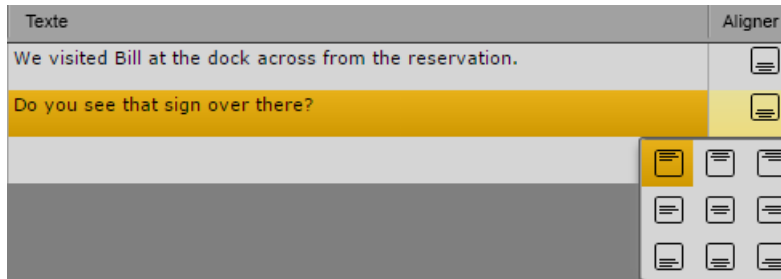 Texte
Aligner
We visited Bill at the dock across from the reservation.
Do you see that sign over there?